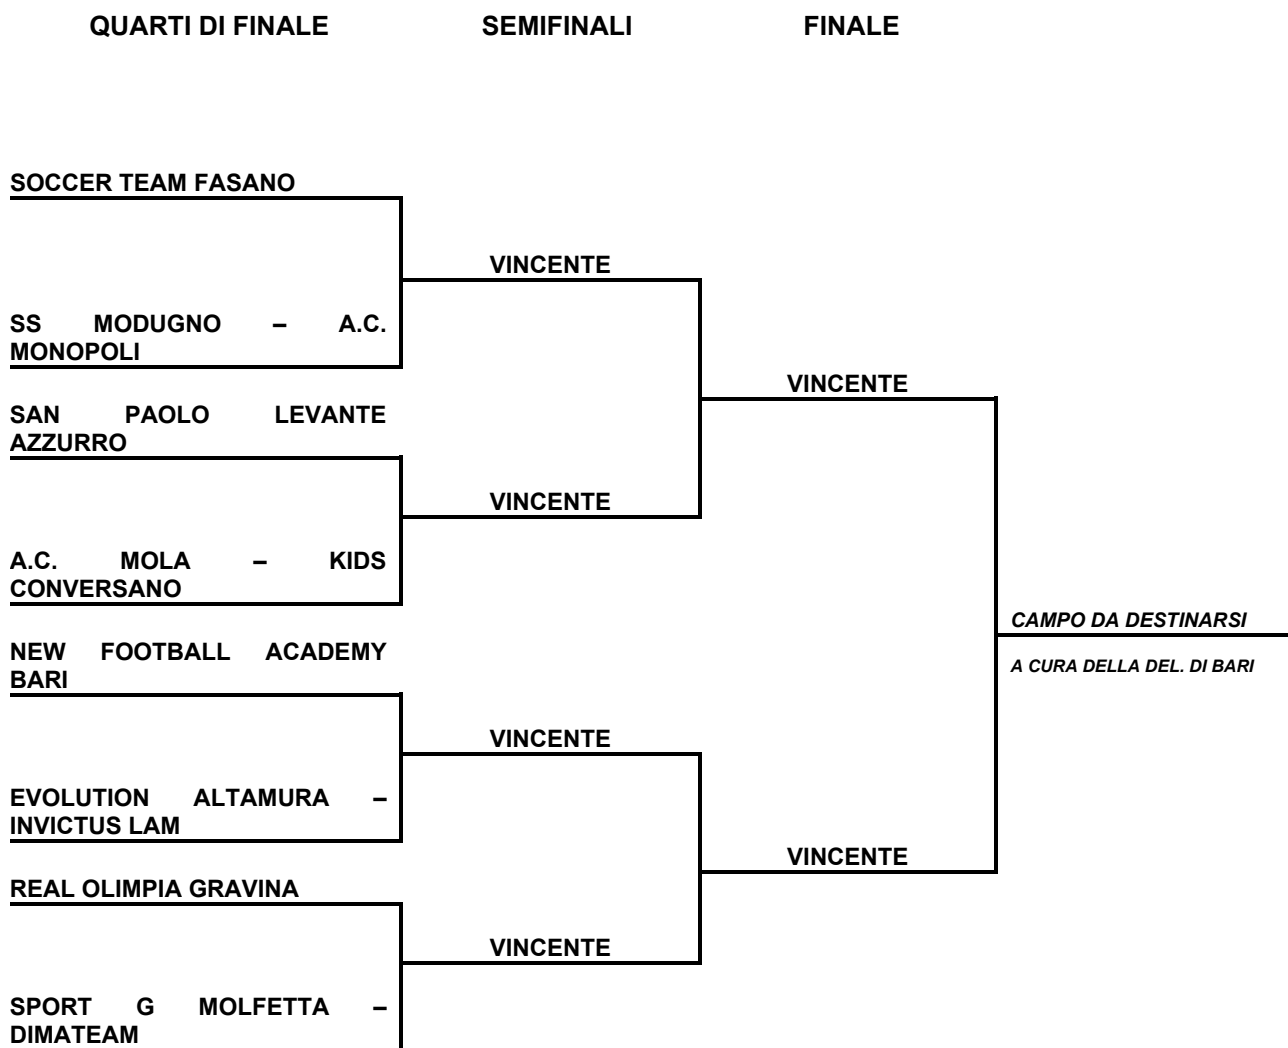 QUARTI DI FINALE SEMIFINALI FINALE
SOCCER TEAM FASANO
VINCENTE
SS MODUGNO – A.C.
MONOPOLI
VINCENTE
SAN PAOLO LEVANTE
AZZURRO
VINCENTE
A.C. MOLA – KIDS
CONVERSANO
CAMPO DA DESTINARSI
NEW FOOTBALL ACADEMY
BARI
A CURA DELLA DEL. DI BARI
VINCENTE
EVOLUTION ALTAMURA –
INVICTUS LAM
VINCENTE
REAL OLIMPIA GRAVINA
VINCENTE
SPORT G MOLFETTA –
DIMATEAM